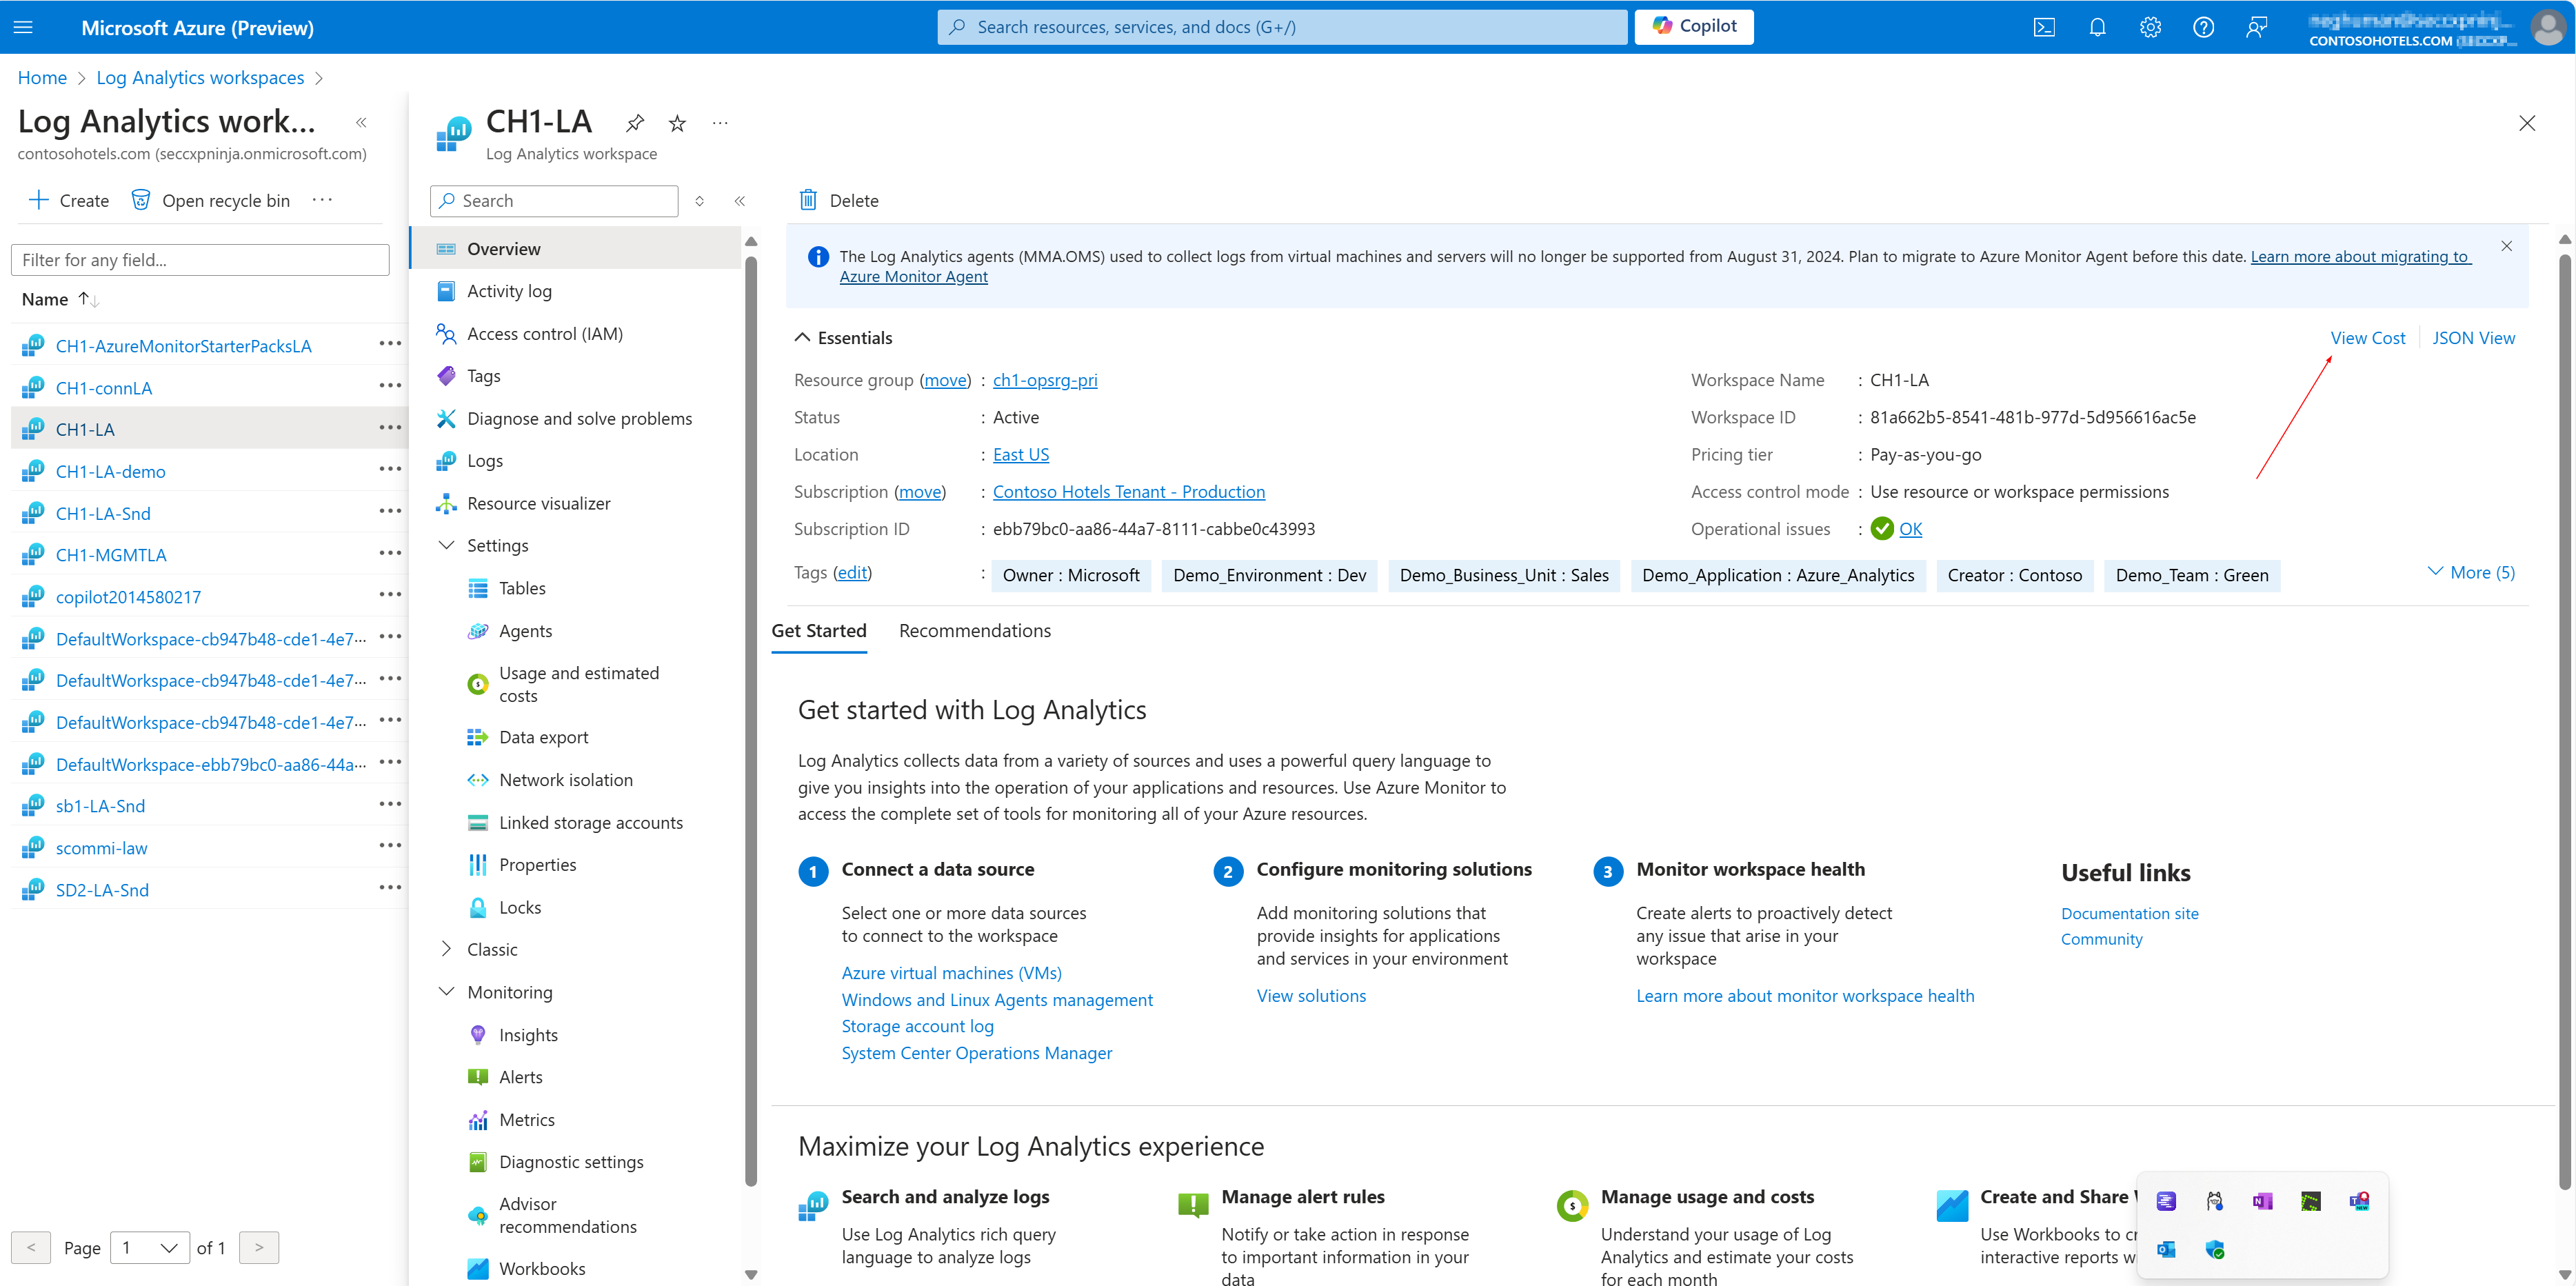 Microsoft Azure (Preview)
Search resources, services, and docs (G+/)
Copilot
CONTOSOHOTELS.COM
Home > Log Analytics workspaces >
Log Analytics work...
contosohotels.com (seccxpninja.onmicrosoft.com)
Create
Open recycle bin
Filter for any field...
Name
CH1-AzureMonitorStarterPacksLA
CH1-connLA
CH1-LA
CH1-LA-demo
CH1-LA-Snd
CH1-MGMTLA
copilot2014580217
DefaultWorkspace-cb947b48-cde1-4e7...
DefaultWorkspace-cb947b48-cde1-4e7...
DefaultWorkspace-cb947b48-cde1-4e7...
DefaultWorkspace-ebb79bc0-aa86-44a...
sb1-LA-Snd
scommi-law
SD2-LA-Snd
< Page 1 of 1 >
CH1-LA
Log Analytics workspace
Search
Overview
Activity log
Access control (IAM)
Tags
Diagnose and solve problems
Logs
Resource visualizer
Settings
Tables
Agents
Usage and estimated
costs
Data export
Network isolation
Linked storage accounts
Properties
Locks
Classic
Monitoring
Insights
Alerts
Metrics
Diagnostic settings
Advisor
recommendations
Workbooks
Delete
The Log Analytics agents (MMA.OMS) used to collect logs from virtual machines and servers will no longer be supported from August 31, 2024. Plan to migrate to Azure Monitor Agent before this date. Learn more about migrating to
Azure Monitor Agent
Essentials
View Cost
JSON View
Resource group (move) : ch1-opsrg-pri
Status : Active
Location : East US
Subscription (move) : Contoso Hotels Tenant - Production
Subscription ID : ebb79bc0-aa86-44a7-8111-cabbe0c43993
Workspace Name : CH1-LA
Workspace ID : 81a662b5-8541-481b-977d-5d956616ac5e
Pricing tier : Pay-as-you-go
Access control mode : Use resource or workspace permissions
Operational issues : OK
Tags (edit) : Owner : Microsoft Demo_Environment : Dev Demo_Business_Unit : Sales Demo_Application : Azure_Analytics Creator : Contoso Demo_Team : Green
More (5)
Get Started
Recommendations
Get started with Log Analytics
Log Analytics collects data from a variety of sources and uses a powerful query language to
give you insights into the operation of your applications and resources. Use Azure Monitor to
access the complete set of tools for monitoring all of your Azure resources.
1 Connect a data source
Select one or more data sources
to connect to the workspace
Azure virtual machines (VMs)
Windows and Linux Agents management
Storage account log
System Center Operations Manager
2 Configure monitoring solutions
Add monitoring solutions that
provide insights for applications
and services in your environment
View solutions
3 Monitor workspace health
Create alerts to proactively detect
any issue that arise in your
workspace
Learn more about monitor workspace health
Useful links
Documentation site
Community
Maximize your Log Analytics experience
Search and analyze logs
Use Log Analytics rich query
language to analyze logs
Manage alert rules
Notify or take action in response
to important information in your
data
Manage usage and costs
Understand your usage of Log
Analytics and estimate your costs
for each month
Create and Share
Use Workbooks to
interactive reports